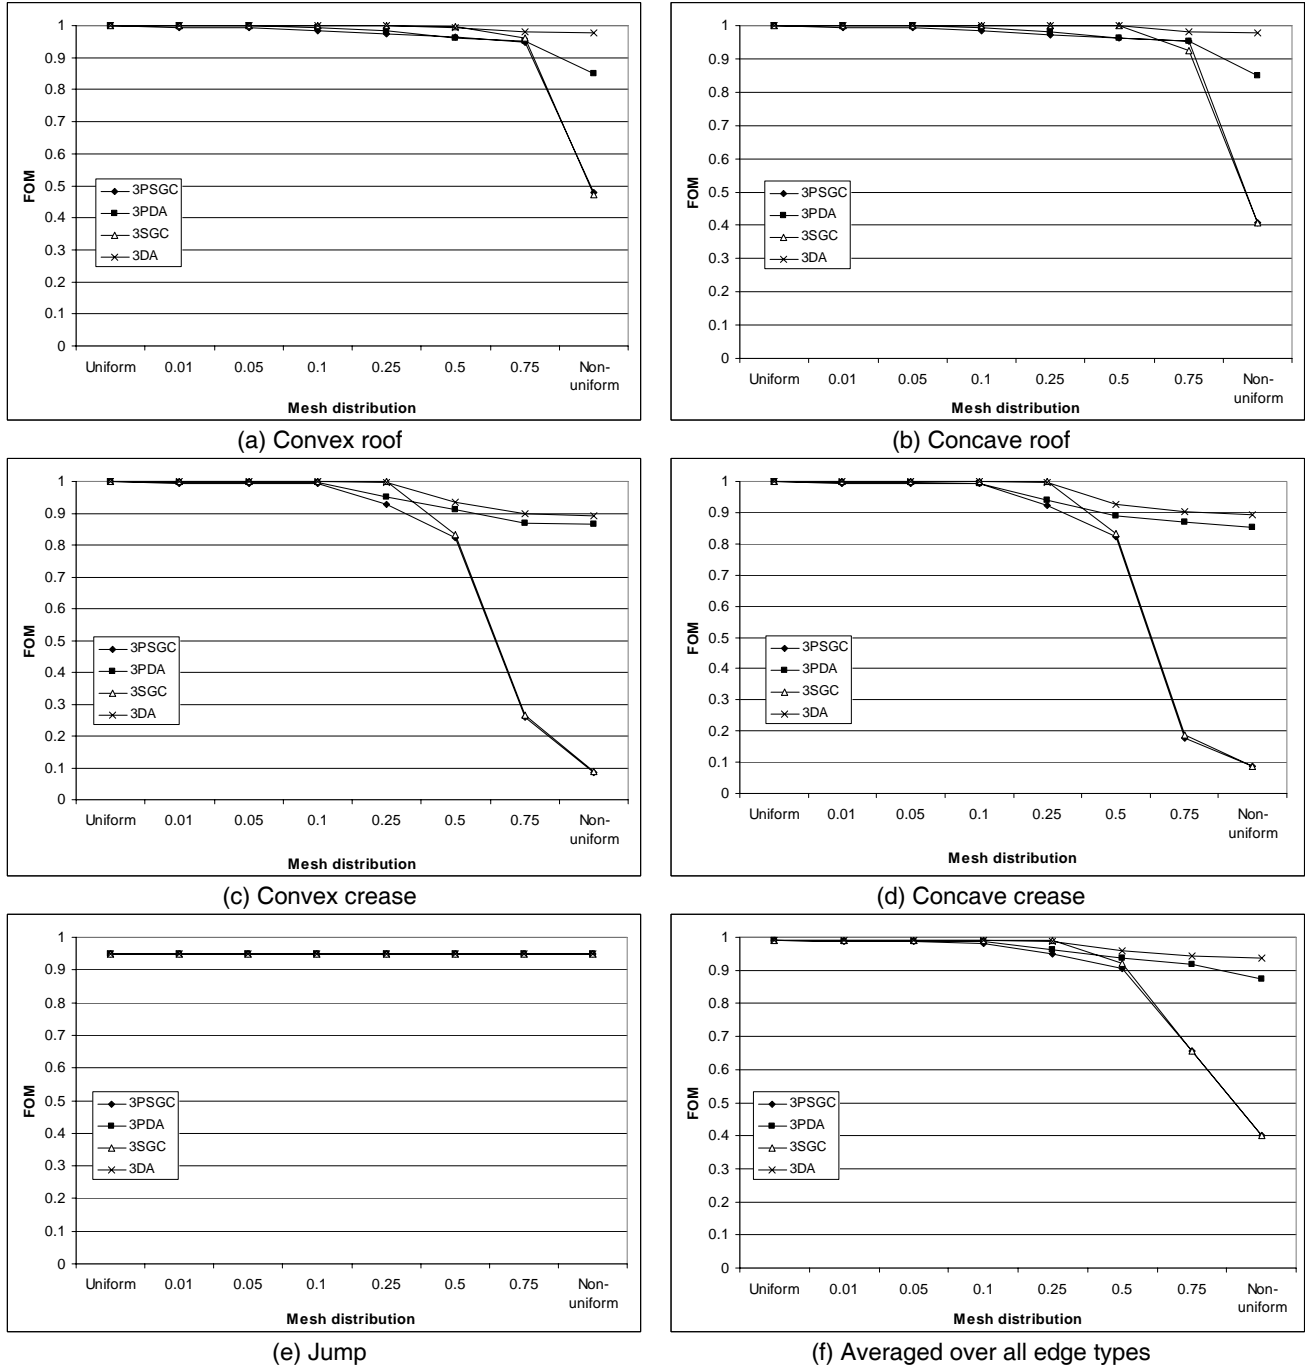 1
0.9
0.8
0.7
0.6
0.5
0.4
0.3
0.2
0.1
0
FOM
3PSGC
3PDA
3SGC
3DA
Uniform 0.01 0.05 0.1 0.25 0.5 0.75 Non-
uniform
Mesh distribution
(a) Convex roof
1
0.9
0.8
0.7
0.6
0.5
0.4
0.3
0.2
0.1
0
FOM
3PSGC
3PDA
3SGC
3DA
Uniform 0.01 0.05 0.1 0.25 0.5 0.75 Non-
uniform
Mesh distribution
(b) Concave roof
1
0.9
0.8
0.7
0.6
0.5
0.4
0.3
0.2
0.1
0
FOM
3PSGC
3PDA
3SGC
3DA
Uniform 0.01 0.05 0.1 0.25 0.5 0.75 Non-
uniform
Mesh distribution
(c) Convex crease
1
0.9
0.8
0.7
0.6
0.5
0.4
0.3
0.2
0.1
0
FOM
3PSGC
3PDA
3SGC
3DA
Uniform 0.01 0.05 0.1 0.25 0.5 0.75 Non-
uniform
Mesh distribution
(d) Concave crease
1
0.9
0.8
0.7
0.6
0.5
0.4
0.3
0.2
0.1
0
FOM
3PSGC
3PDA
3SGC
3DA
Uniform 0.01 0.05 0.1 0.25 0.5 0.75 Non-
uniform
Mesh distribution
(e) Jump
1
0.9
0.8
0.7
0.6
0.5
0.4
0.3
0.2
0.1
0
FOM
3PSGC
3PDA
3SGC
3DA
Uniform 0.01 0.05 0.1 0.25 0.5 0.75 Non-
uniform
Mesh distribution
(f) Averaged over all edge types